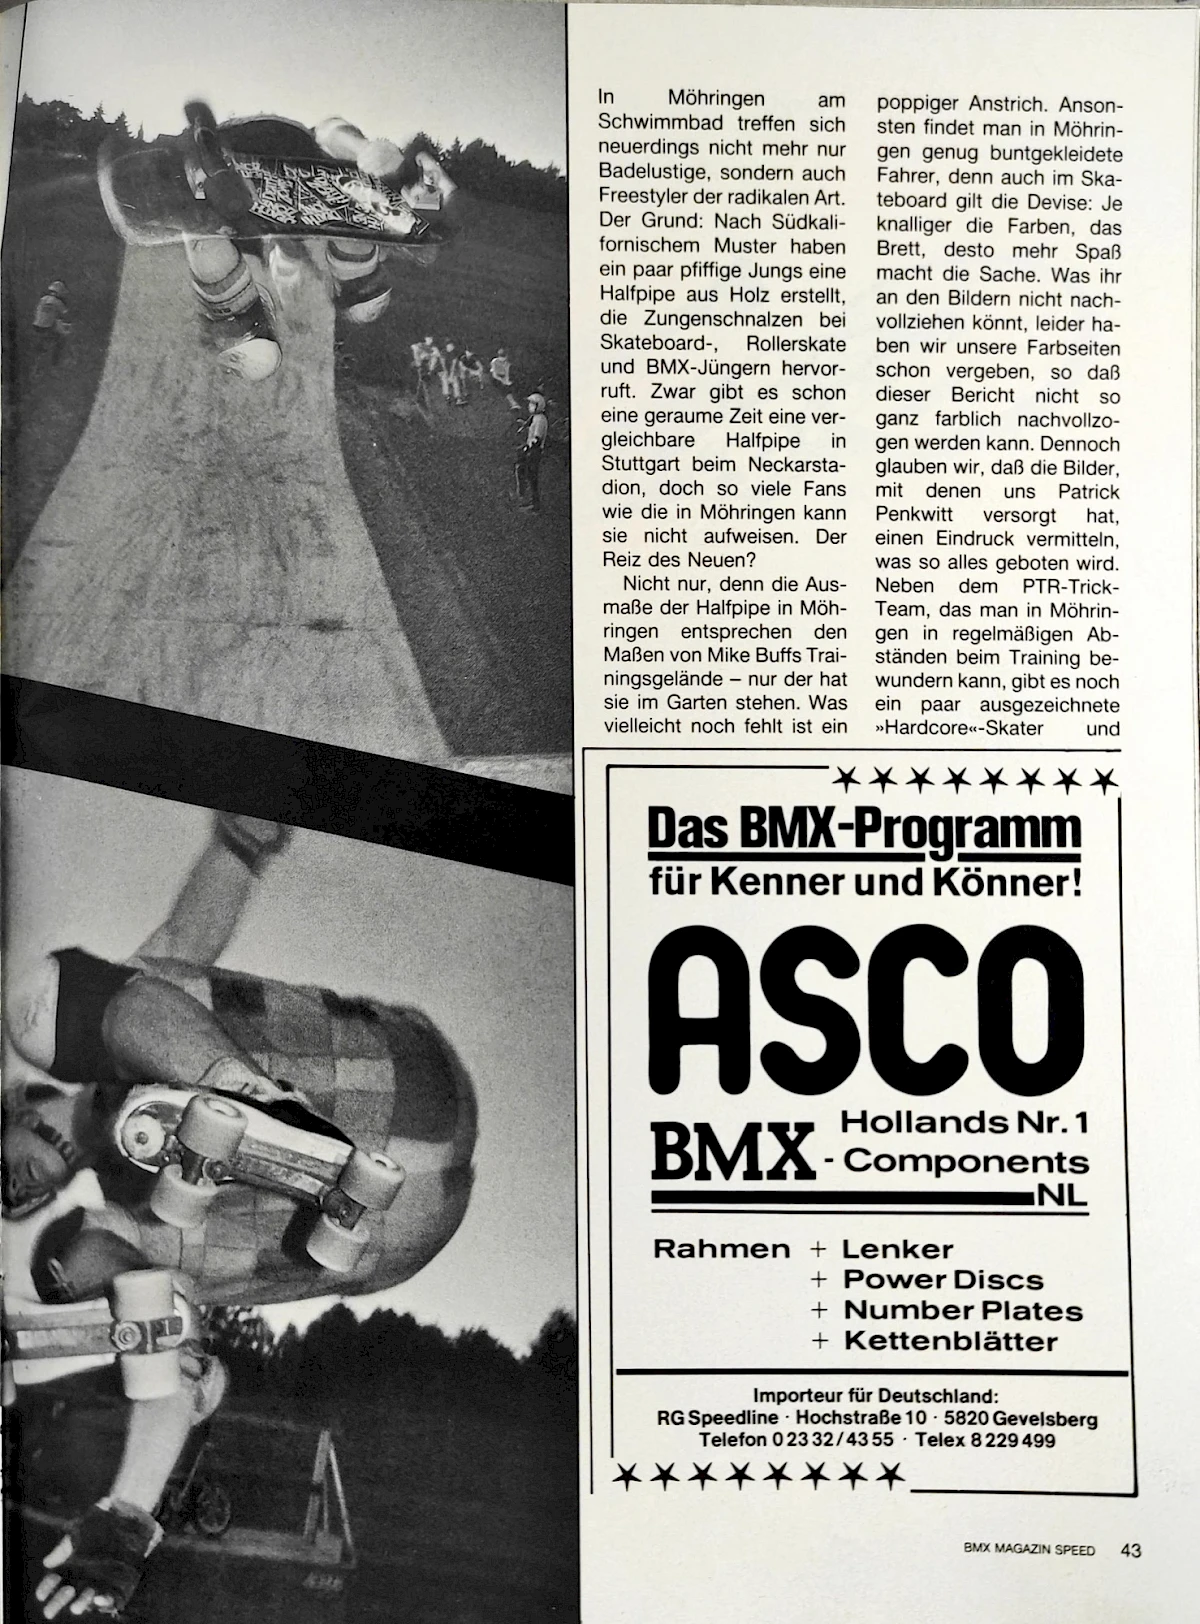 In Möhringen am
Schwimmbad treffen sich
neuerdings nicht mehr nur
Badelustige, sondern auch
Freestyler der radikalen Art.
Der Grund: Nach Südkali-
fornischem Muster haben
ein paar pfiffige Jungs eine
Halfpipe aus Holz erstellt,
die Zungenschnalzen bei
Skateboard-, Rollerskate
und BMX-Jüngern hervor-
ruft. Zwar gibt es schon
eine geraume Zeit eine ver-
gleichbare Halfpipe in
Stuttgart beim Neckarsta-
dion, doch so viele Fans
wie die in Möhringen kann
sie nicht aufweisen. Der
Reiz des Neuen?
Nicht nur, denn die Aus-
maße der Halfpipe in Möh-
ringen entsprechen den
Maßen von Mike Buffs Trai-
ningsgelände – nur der hat
sie im Garten stehen. Was
vielleicht noch fehlt ist ein
poppiger Anstrich. Anson-
sten findet man in Möhrin-
gen genug buntgekleidete
Fahrer, denn auch im Ska-
teboard gilt die Devise: Je
knalliger die Farben, das
Brett, desto mehr Spaß
macht die Sache. Was ihr
an den Bildern nicht nach-
vollziehen könnt, leider ha-
ben wir unsere Farbseiten
schon vergeben, so daß
dieser Bericht nicht so
ganz farblich nachvollzo-
gen werden kann. Dennoch
glauben wir, daß die Bilder,
mit denen uns Patrick
Penkwitt versorgt hat,
einen Eindruck vermitteln,
was so alles geboten wird.
Neben dem PTR-Trick-
Team, das man in Möhrin-
gen in regelmäßigen Ab-
ständen beim Training be-
wundern kann, gibt es noch
ein paar ausgezeichnete
»Hardcore«-Skater und
Das BMX-Programm
für Kenner und Könner!
ASCO
Hollands Nr. 1
BMX - Components
NL
Rahmen + Lenker
+ Power Discs
+ Number Plates
+ Kettenblätter
Importeur für Deutschland:
RG Speedline · Hochstraße 10 · 5820 Gevelsberg
Telefon 0 23 32 / 43 55 · Telex 8 229 499
BMX MAGAZIN SPEED 43